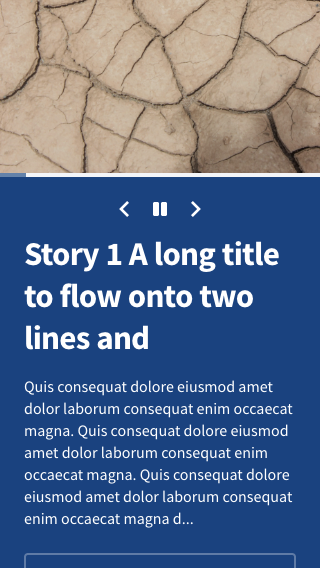 Story 1 A long title
to flow onto two
lines and
Quis consequat dolore eiusmod amet
dolor laborum consequat enim occaecat
magna. Quis consequat dolore eiusmod
amet dolor laborum consequat enim
occaecat magna. Quis consequat dolore
eiusmod amet dolor laborum consequat
enim occaecat magna d...